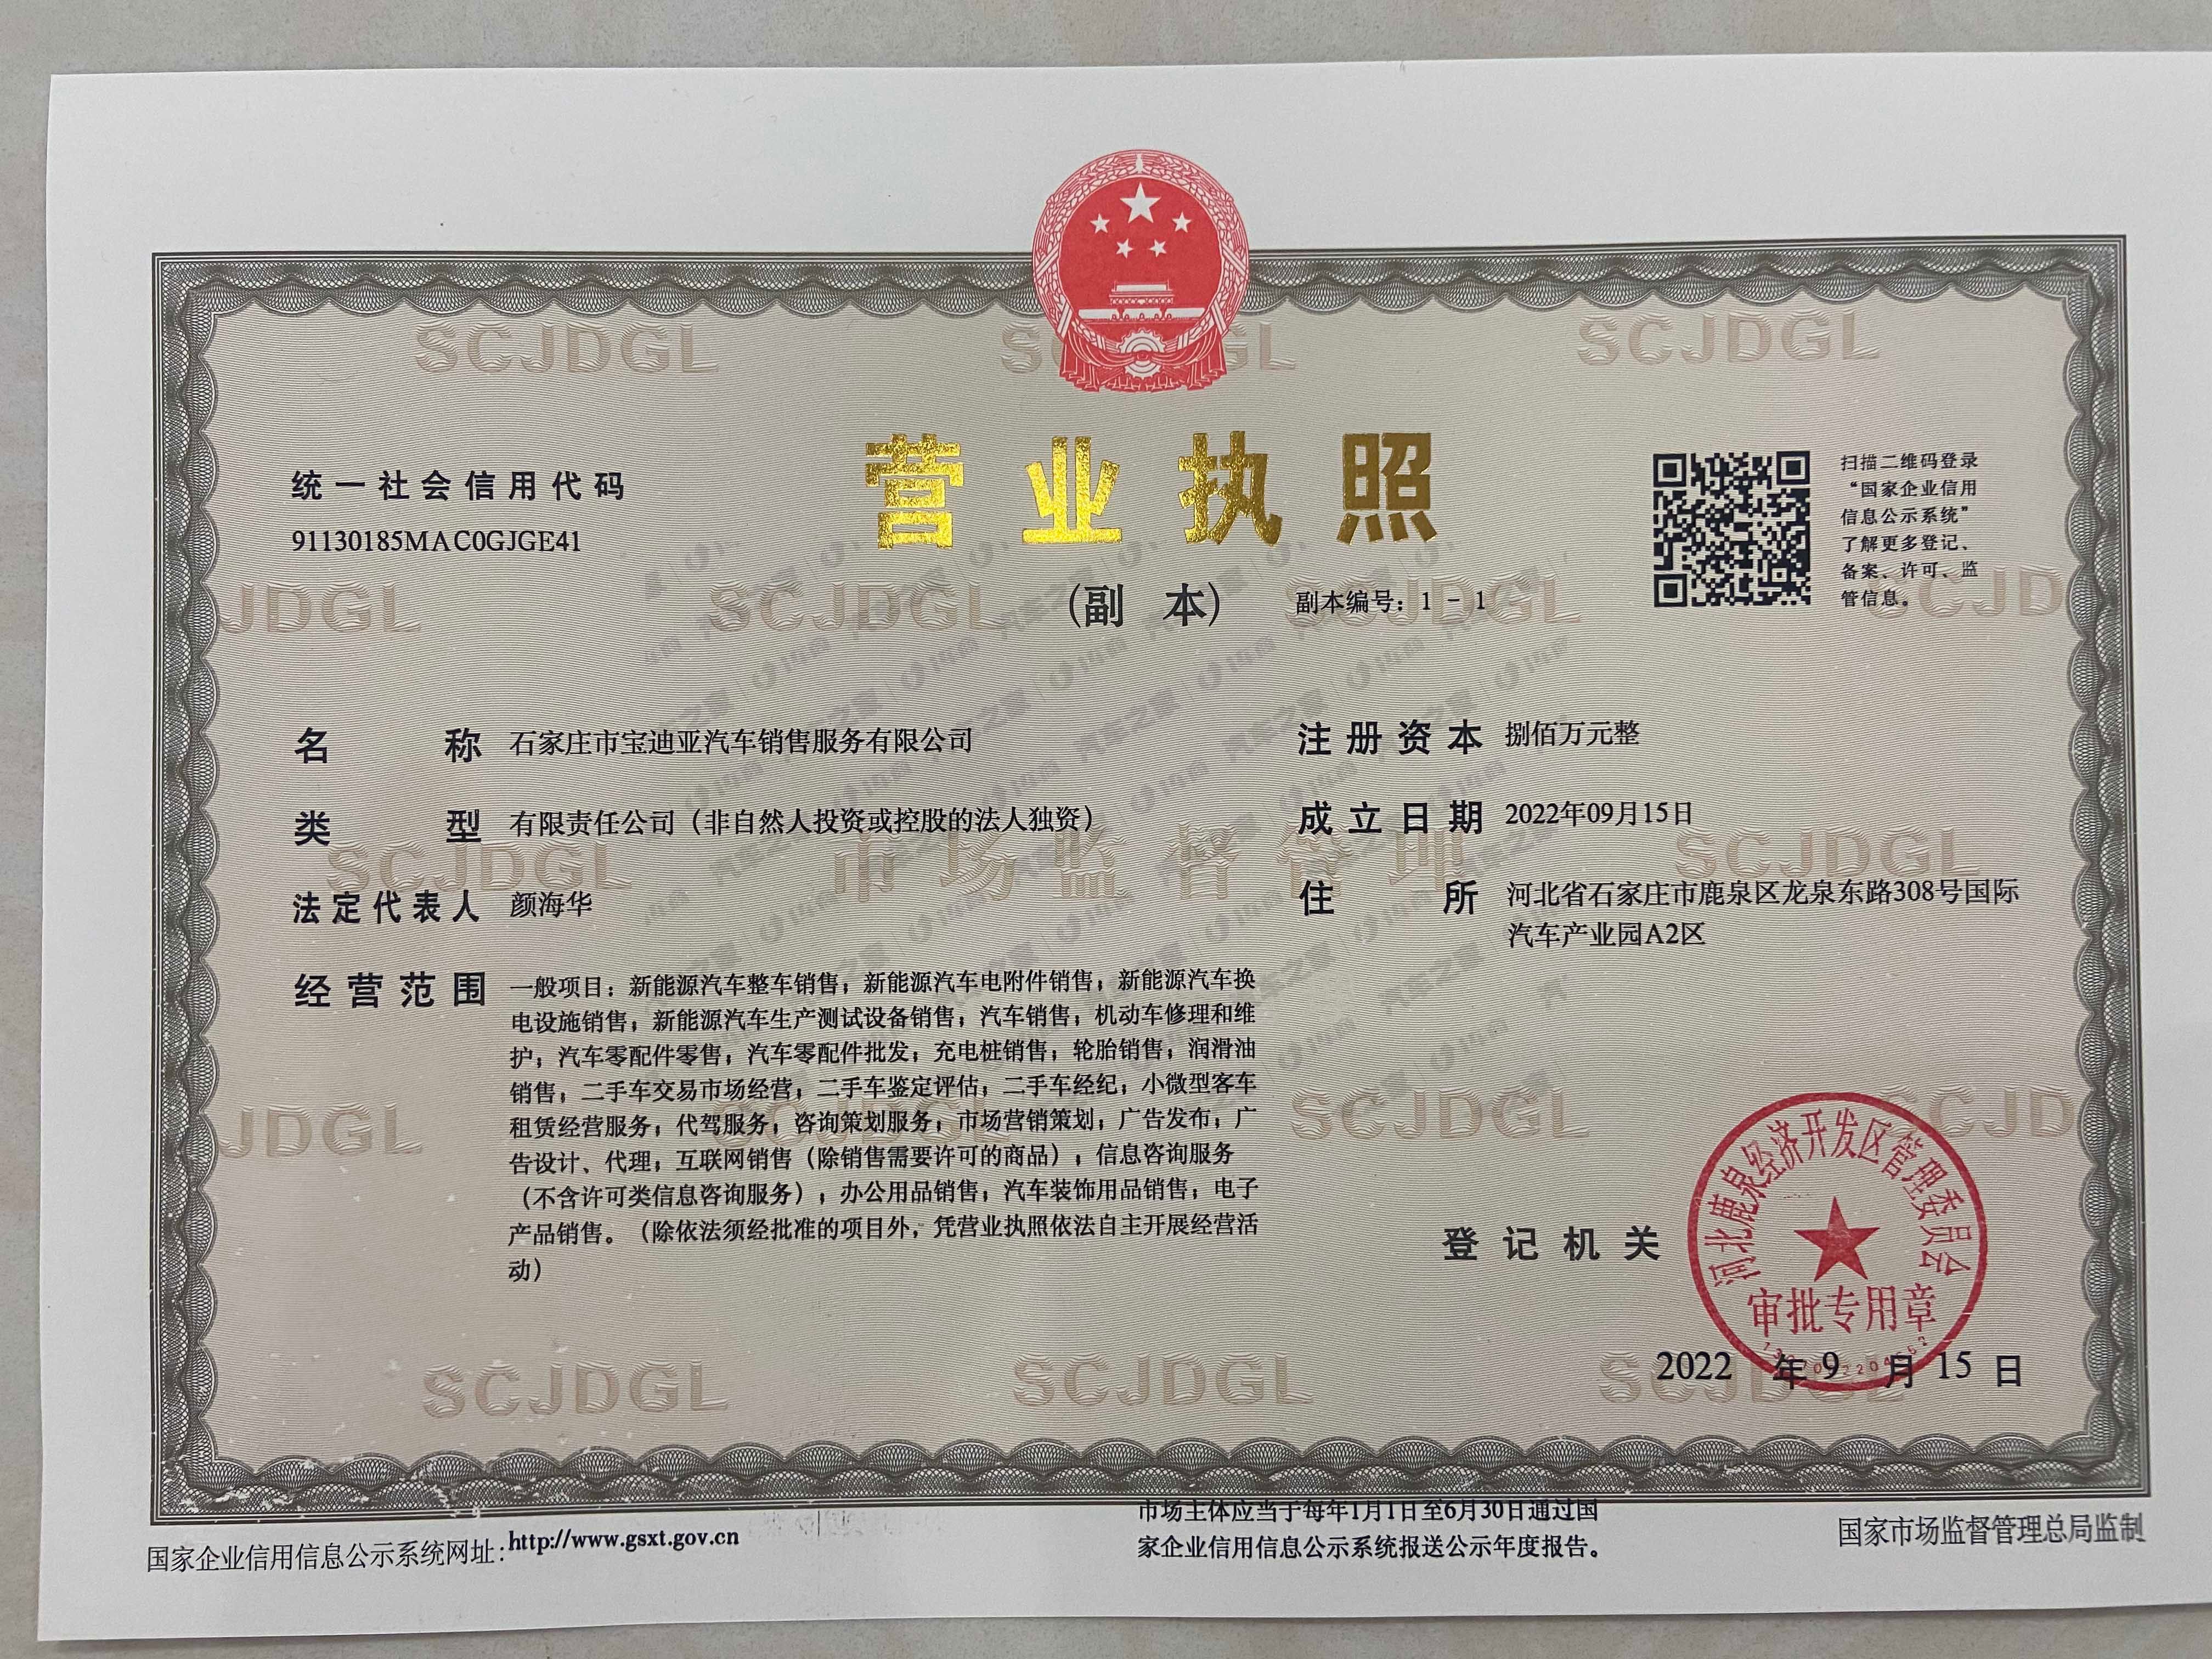 营业执照
(副 本)
副本编号：1 - 1
统一社会信用代码
91130185MAC0GJGE41
扫描二维码登录
“国家企业信用
信息公示系统”
了解更多登记、
备案、许可、监
管信息。
名 称 石家庄市宝迪亚汽车销售服务有限公司
类 型 有限责任公司（非自然人投资或控股的法人独资）
法定代表人 颜海华
经营范围 一般项目：新能源汽车整车销售；新能源汽车电附件销售；新能源汽车换
电设施销售；新能源汽车生产测试设备销售；汽车销售；机动车修理和维
护；汽车零配件零售；汽车零配件批发；充电桩销售；轮胎销售；润滑油
销售；二手车交易市场经营；二手车鉴定评估；二手车经纪；小微型客车
租赁经营服务；代驾服务；咨询策划服务；市场营销策划；广告发布；广
告设计、代理；互联网销售（除销售需要许可的商品）；信息咨询服务
（不含许可类信息咨询服务）；办公用品销售；汽车装饰用品销售；电子
产品销售。（除依法须经批准的项目外，凭营业执照依法自主开展经营活
动）
注册资本 捌佰万元整
成立日期 2022年09月15日
住 所 河北省石家庄市鹿泉区龙泉东路308号国际
汽车产业园A2区
登记机关
河北鹿泉经济开发区管理委员会
审批专用章
2022 年 9 月 15 日
国家企业信用信息公示系统网址：http://www.gsxt.gov.cn
市场主体应当于每年1月1日至6月30日通过国
家企业信用信息公示系统报送公示年度报告。
国家市场监督管理总局监制
SCJDGL
市场监督管理
汽车之家